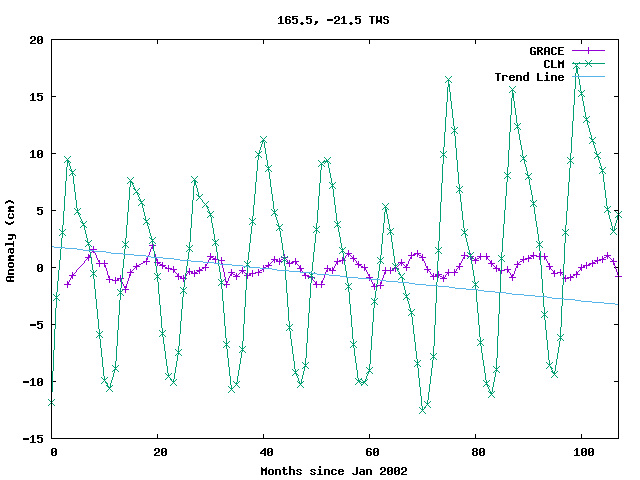 165.5, -21.5 TWS
GRACE
CLM
Trend Line
Anomaly (cm)
20
15
10
5
0
-5
-10
-15
0 20 40 60 80 100
Months since Jan 2002